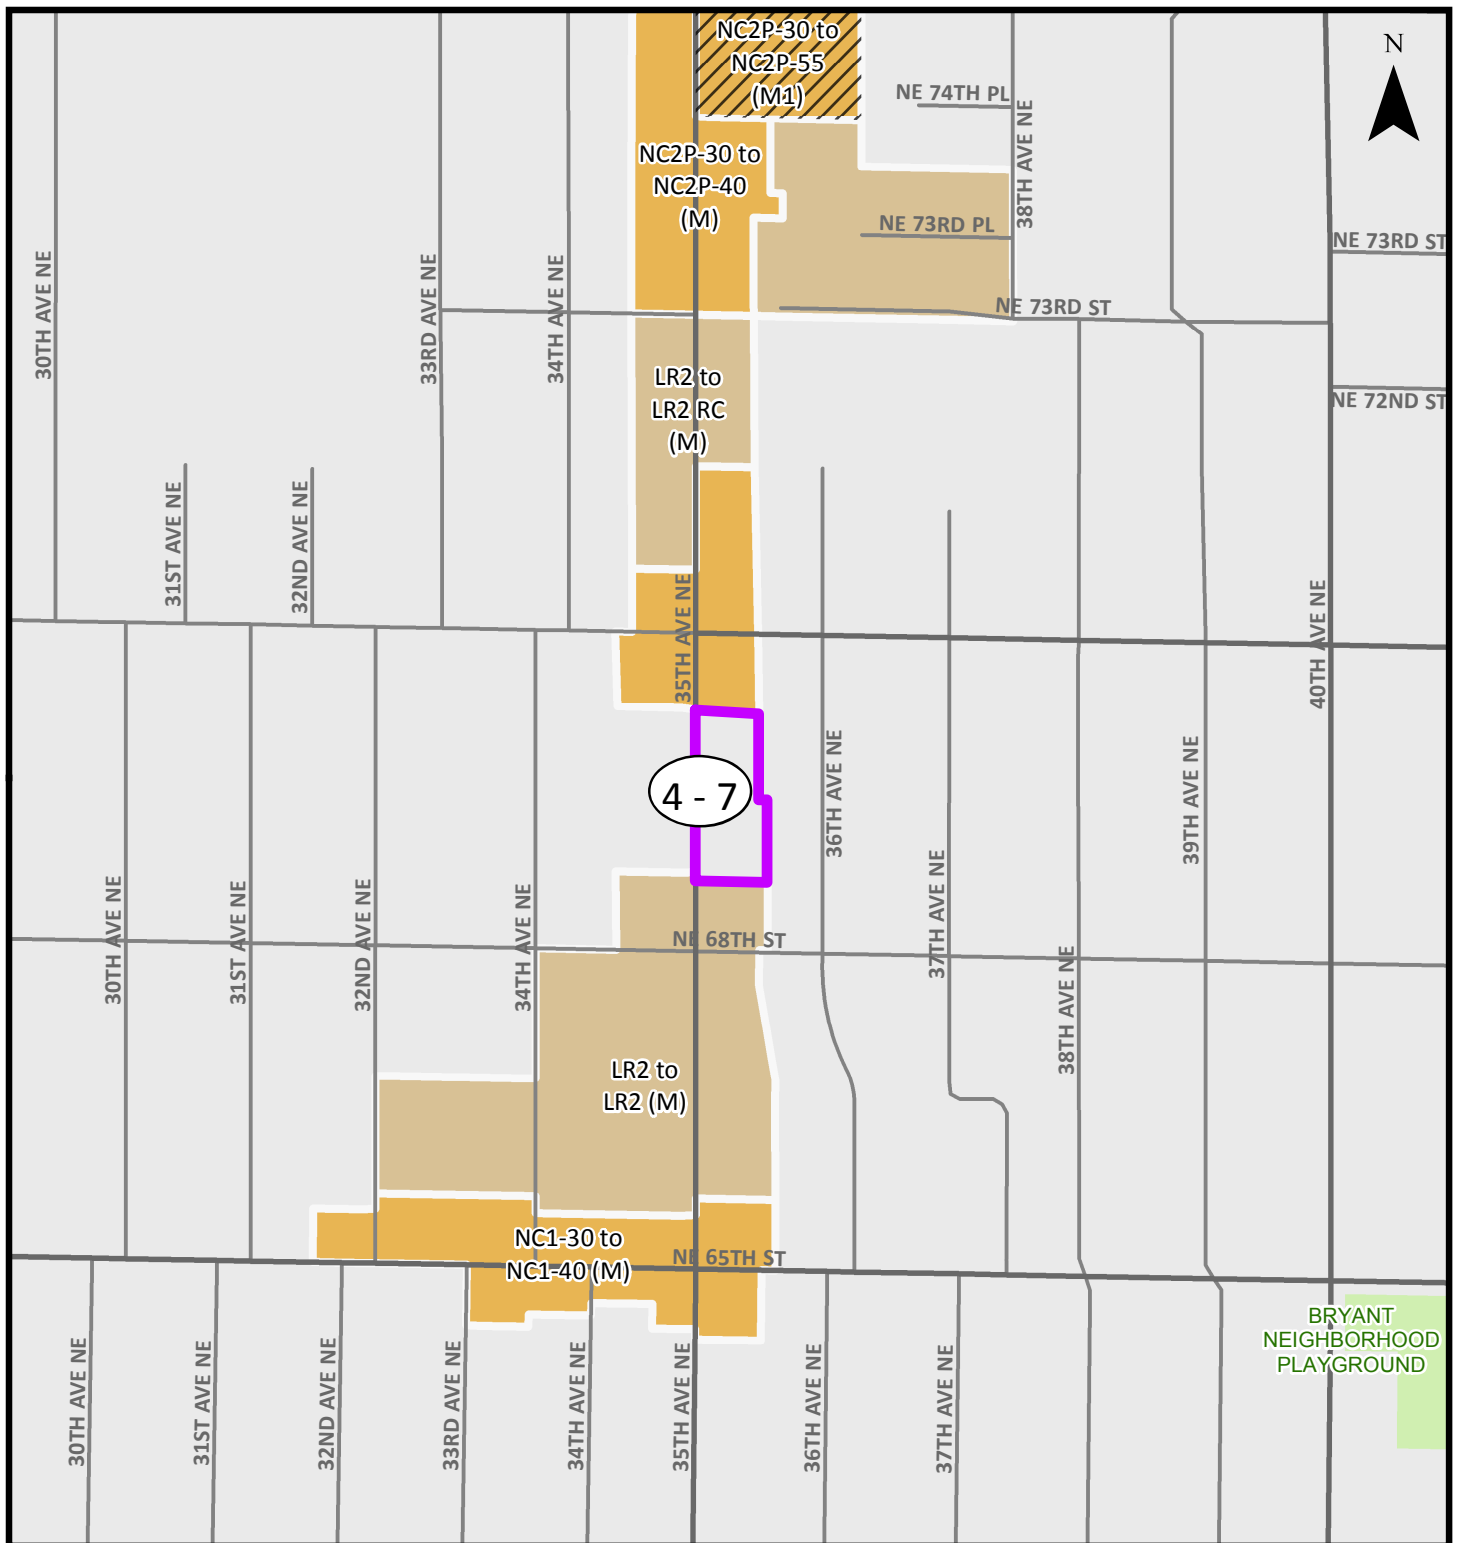 NC2P-30 to
NC2P-55
(M1)
N
NE 74TH PL
38TH AVE NE
NC2P-30 to
NC2P-40
(M)
NE 73RD PL
NE 73RD ST
30TH AVE NE
33RD AVE NE
34TH AVE NE
NE 73RD ST
LR2 to
LR2 RC
(M)
NE 72ND ST
31ST AVE NE
32ND AVE NE
35TH AVE NE
40TH AVE NE
4 - 7
36TH AVE NE
39TH AVE NE
37TH AVE NE
30TH AVE NE
31ST AVE NE
32ND AVE NE
34TH AVE NE
NE 68TH ST
38TH AVE NE
LR2 to
LR2 (M)
NC1-30 to
NC1-40 (M)
NE 65TH ST
BRYANT
NEIGHBORHOOD
PLAYGROUND
30TH AVE NE
31ST AVE NE
32ND AVE NE
33RD AVE NE
34TH AVE NE
35TH AVE NE
36TH AVE NE
37TH AVE NE